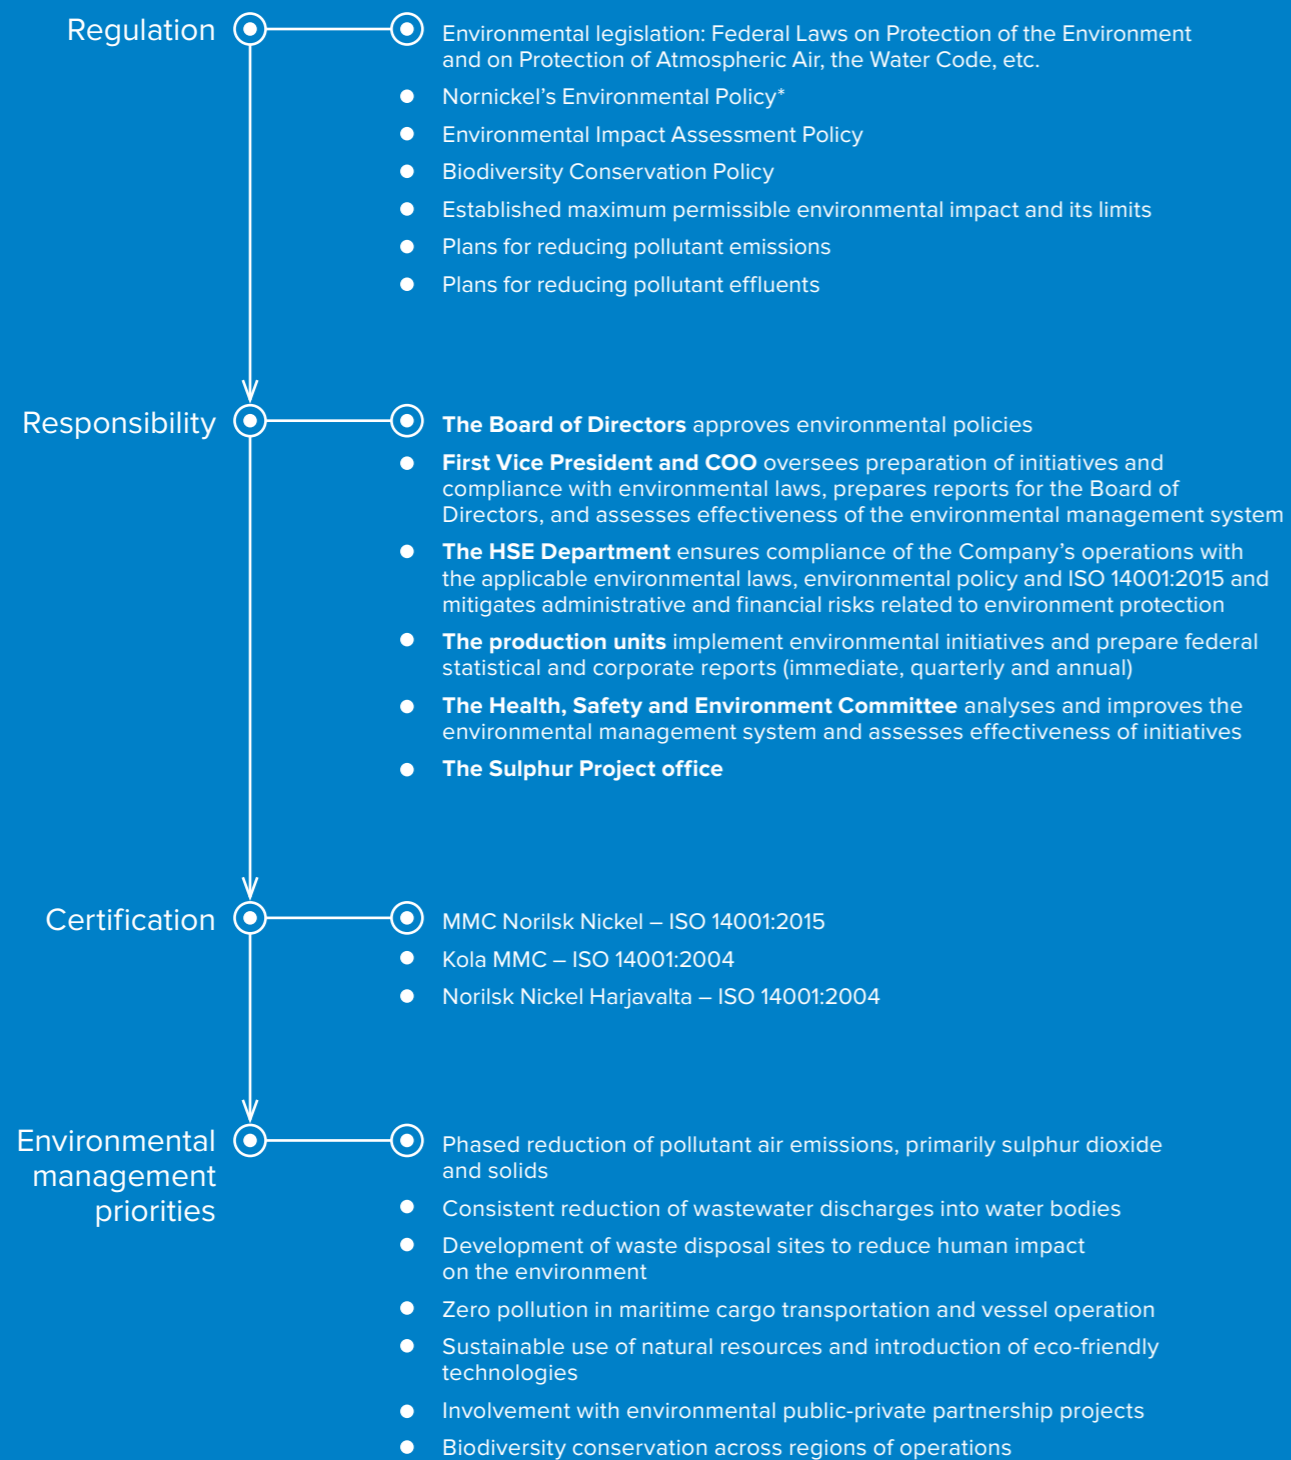 Regulation
Environmental legislation: Federal Laws on Protection of the Environment
and on Protection of Atmospheric Air, the Water Code, etc.
Nornickel’s Environmental Policy*
Environmental Impact Assessment Policy
Biodiversity Conservation Policy
Established maximum permissible environmental impact and its limits
Plans for reducing pollutant emissions
Plans for reducing pollutant effluents
Responsibility
The Board of Directors approves environmental policies
First Vice President and COO oversees preparation of initiatives and
compliance with environmental laws, prepares reports for the Board of
Directors, and assesses effectiveness of the environmental management system
The HSE Department ensures compliance of the Company’s operations with
the applicable environmental laws, environmental policy and ISO 14001:2015 and
mitigates administrative and financial risks related to environment protection
The production units implement environmental initiatives and prepare federal
statistical and corporate reports (immediate, quarterly and annual)
The Health, Safety and Environment Committee analyses and improves the
environmental management system and assesses effectiveness of initiatives
The Sulphur Project office
Certification
MMC Norilsk Nickel – ISO 14001:2015
Kola MMC – ISO 14001:2004
Norilsk Nickel Harjavalta – ISO 14001:2004
Environmental
management
priorities
Phased reduction of pollutant air emissions, primarily sulphur dioxide
and solids
Consistent reduction of wastewater discharges into water bodies
Development of waste disposal sites to reduce human impact
on the environment
Zero pollution in maritime cargo transportation and vessel operation
Sustainable use of natural resources and introduction of eco-friendly
technologies
Involvement with environmental public-private partnership projects
Biodiversity conservation across regions of operations